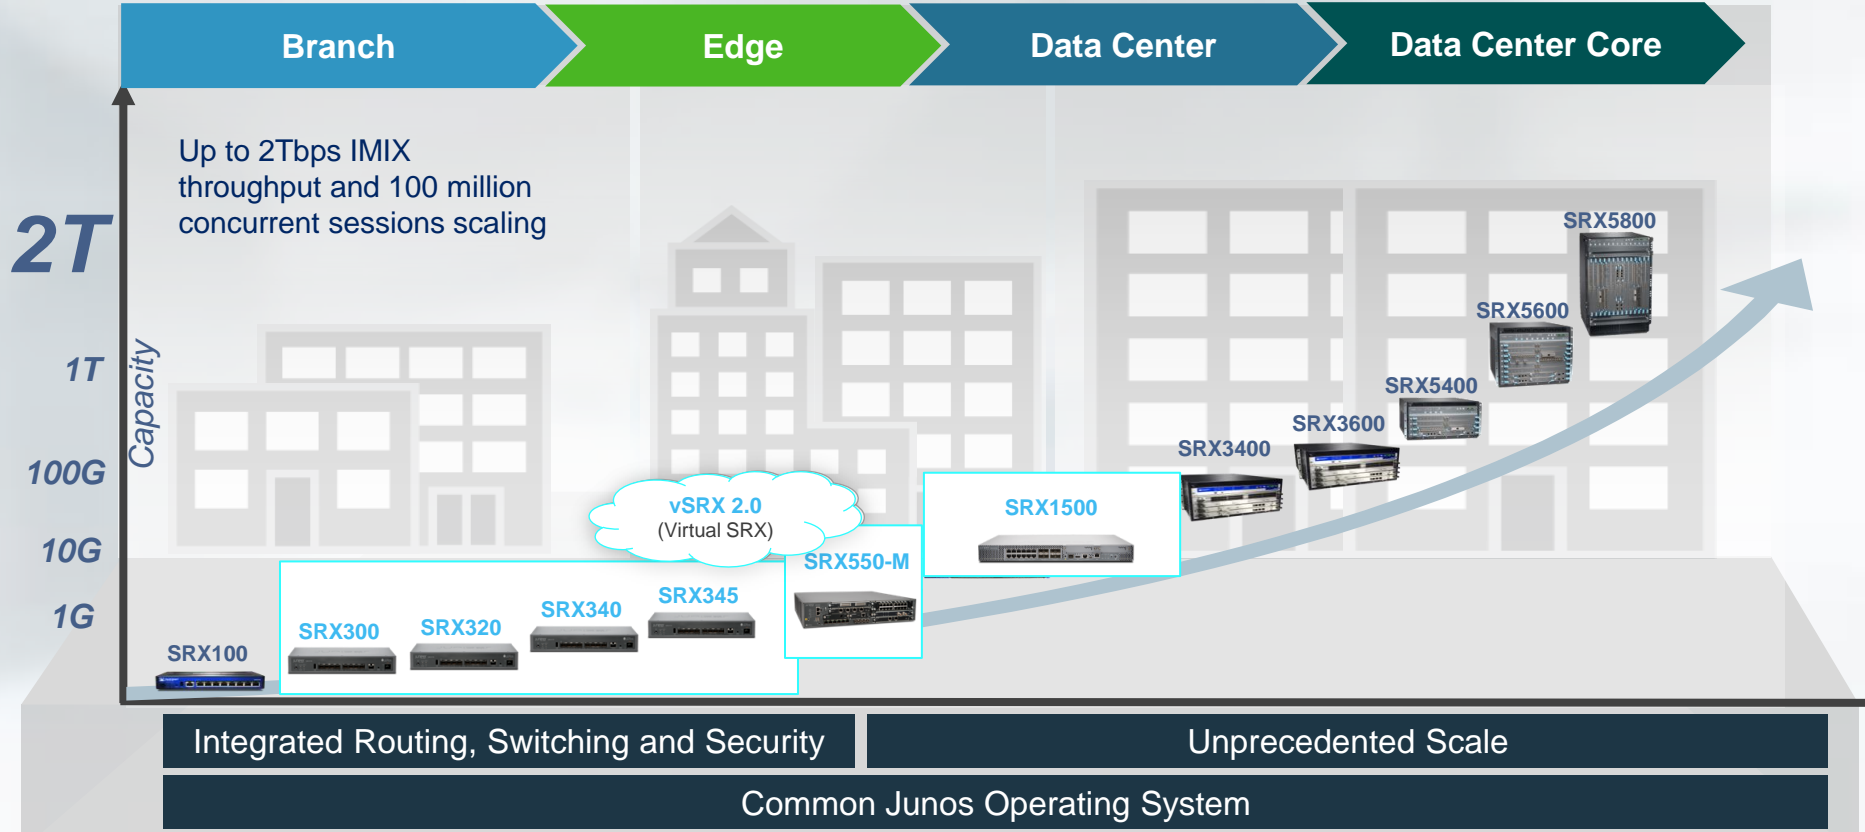 Branch
Edge
Data Center
Data Center Core
Up to 2Tbps IMIX
throughput and 100 million
concurrent sessions scaling
2T
1T
100G
10G
1G
Capacity
SRX5800
SRX5600
SRX5400
SRX3600
SRX3400
SRX1500
vSRX 2.0
(Virtual SRX)
SRX550-M
SRX345
SRX340
SRX320
SRX300
SRX100
Integrated Routing, Switching and Security
Unprecedented Scale
Common Junos Operating System